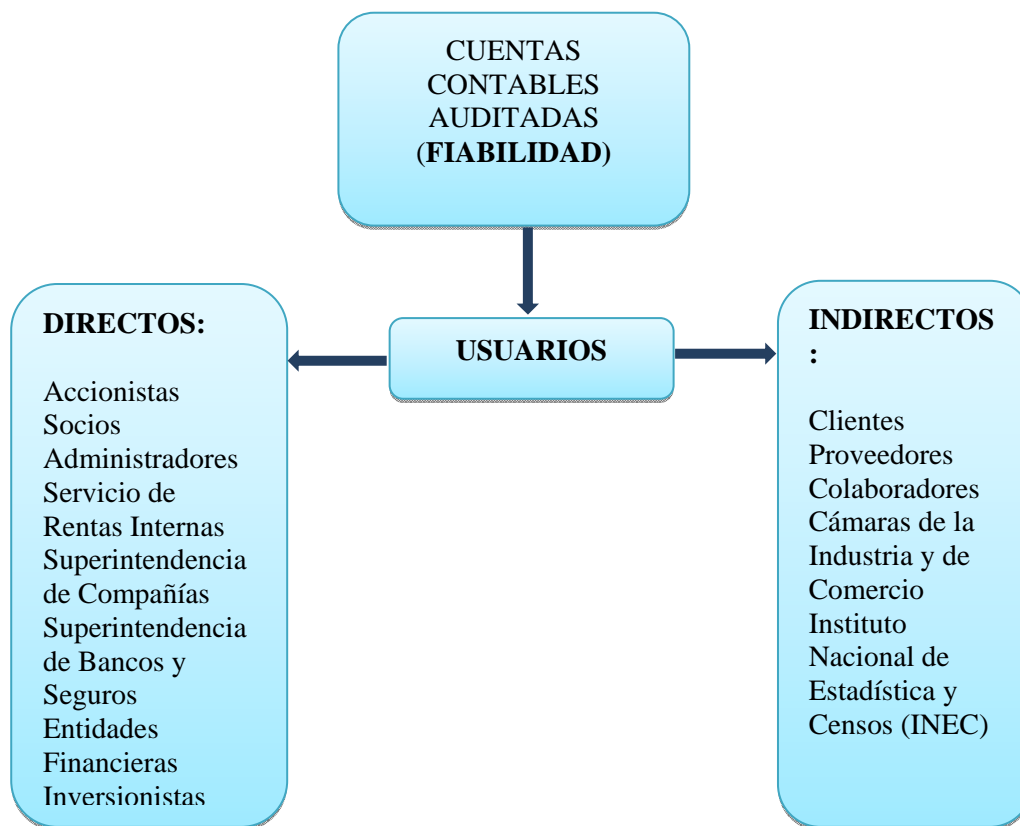 CUENTAS
CONTABLES
AUDITADAS
(FIABILIDAD)
USUARIOS
DIRECTOS:
Accionistas
Socios
Administradores
Servicio de
Rentas Internas
Superintendencia
de Compañías
Superintendencia
de Bancos y
Seguros
Entidades
Financieras
Inversionistas
INDIRECTOS
:
Clientes
Proveedores
Colaboradores
Cámaras de la
Industria y de
Comercio
Instituto
Nacional de
Estadística y
Censos (INEC)